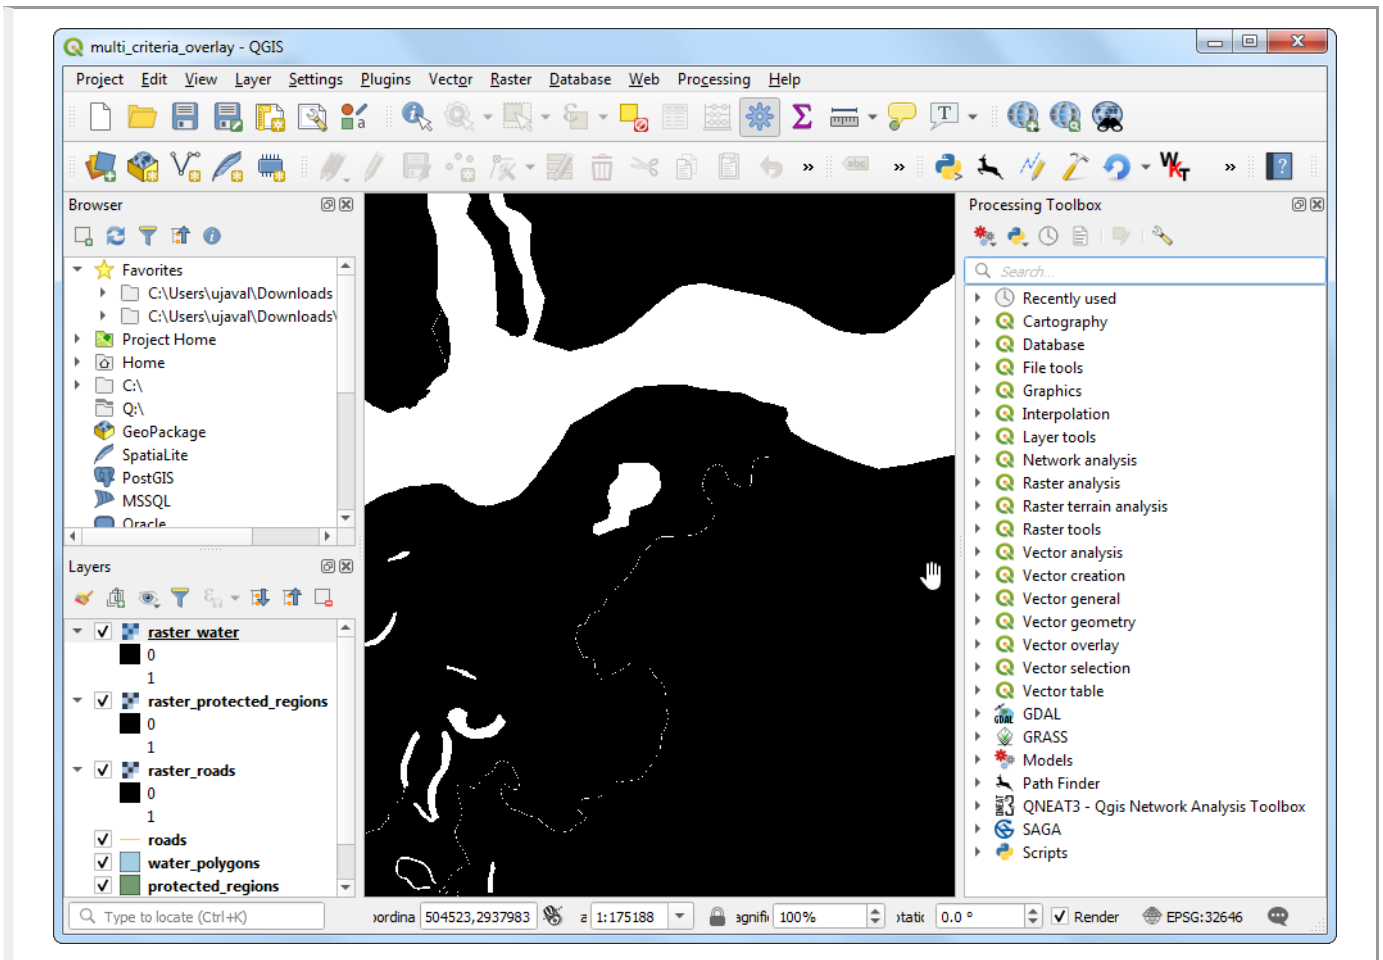 multi_criteria_overlay - QGIS
Project Edit View Layer Settings Plugins Vector Raster Database Web Processing Help
a
T
abc
»
»
WKT
»
?
Browser
Favorites
C:\Users\ujaval\Downloads
C:\Users\ujaval\Downloads\
Project Home
Home
C:\
Q:\
GeoPackage
SpatiaLite
PostGIS
MSSQL
Oracle
Layers
raster_water
0
1
raster_protected_regions
0
1
raster_roads
0
1
roads
water_polygons
protected_regions
Processing Toolbox
Search...
Recently used
Cartography
Database
File tools
Graphics
Interpolation
Layer tools
Network analysis
Raster analysis
Raster terrain analysis
Raster tools
Vector analysis
Vector creation
Vector general
Vector geometry
Vector overlay
Vector selection
Vector table
GDAL
GRASS
Models
Path Finder
QNEAT3 - Qgis Network Analysis Toolbox
SAGA
Scripts
Type to locate (Ctrl+K) ordina 504523,2937983 1:175188 agnifi 100% tatic 0.0 ° Render EPSG:32646